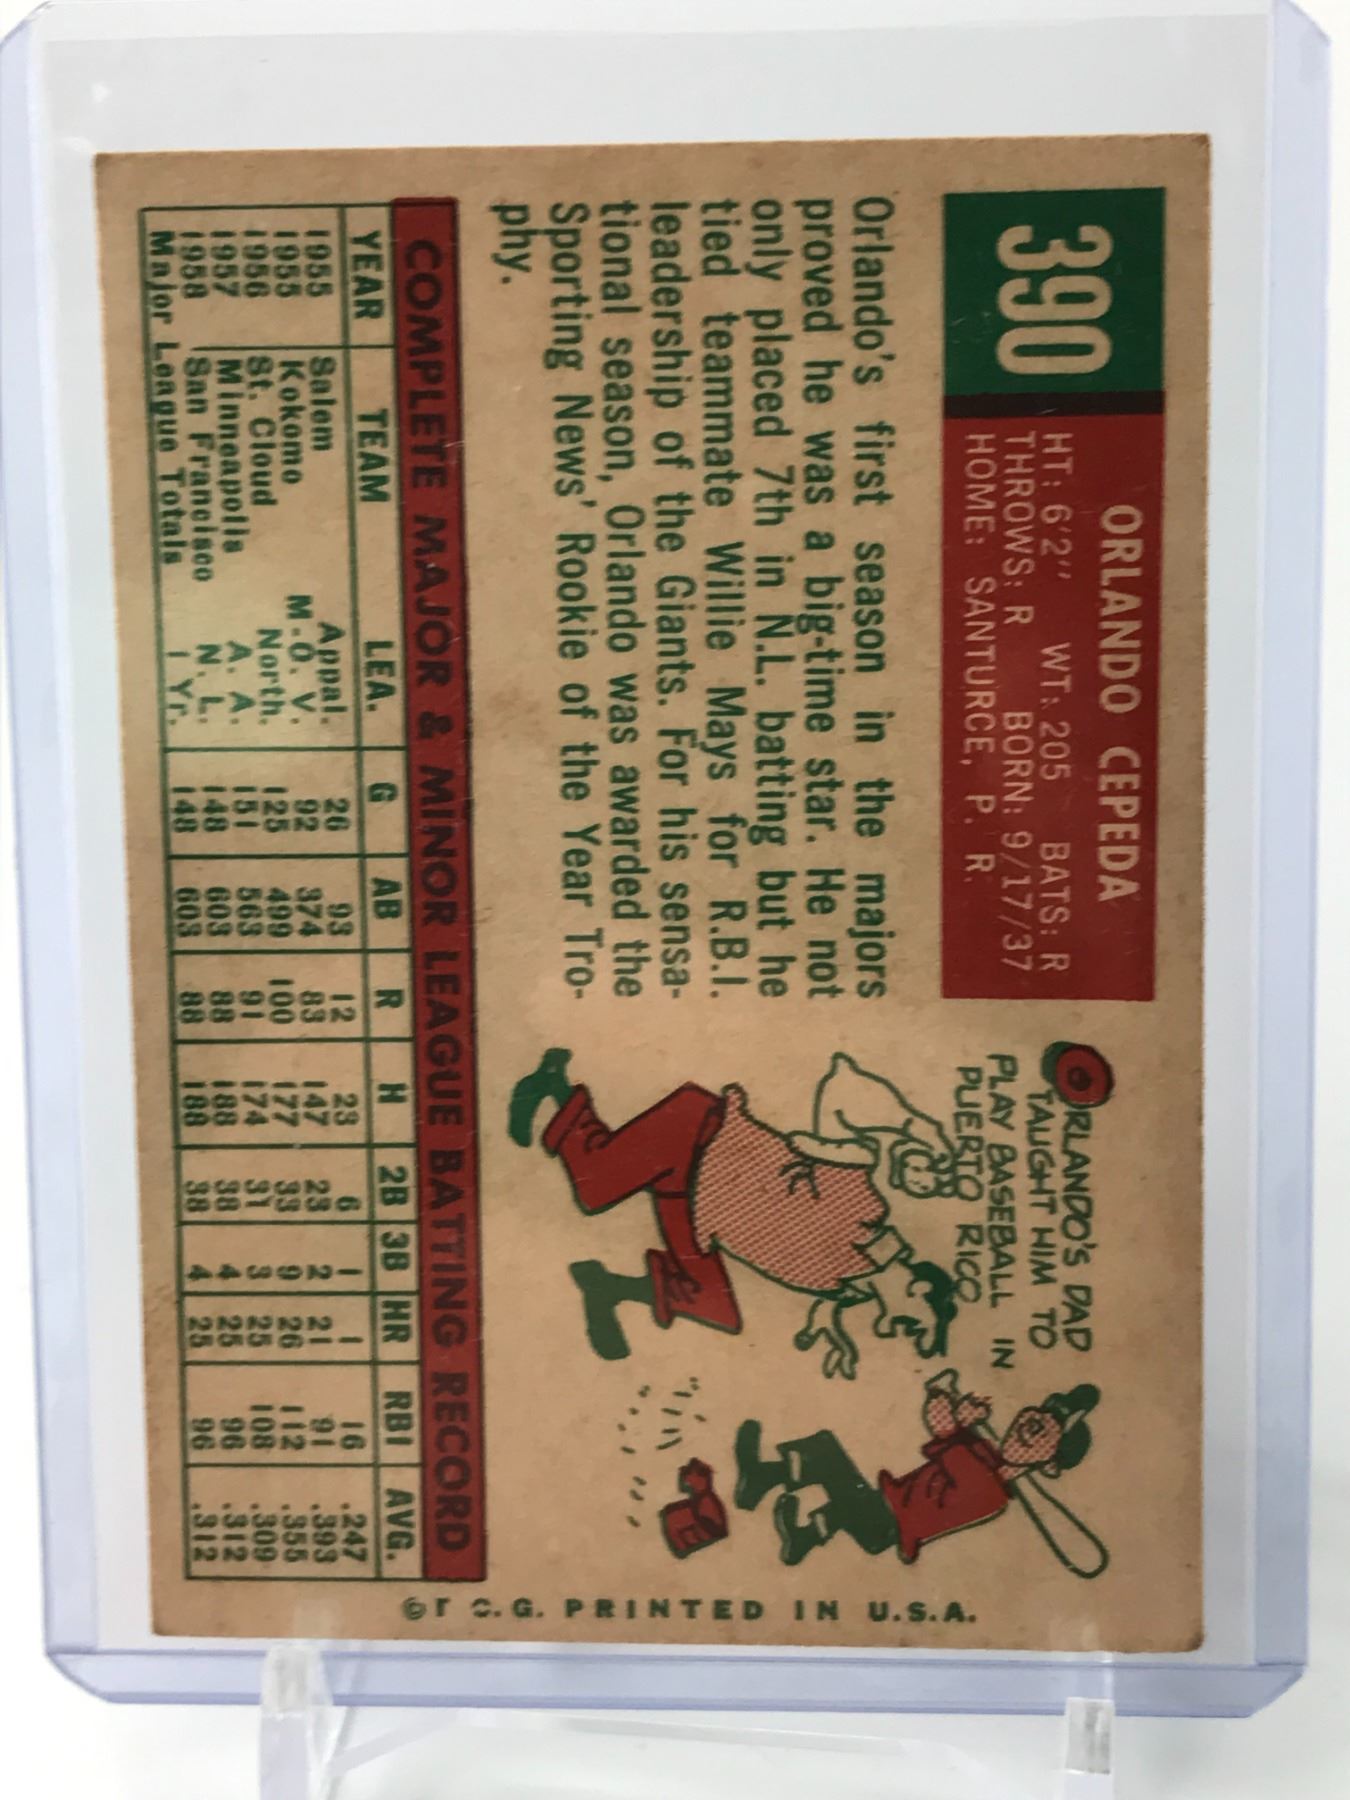 390
ORLANDO CEPEDA
HT: 6'2" WT: 205 BATS: R
THROWS: R BORN: 9/17/37
HOME: SANTURCE, P. R.
Orlando's first season in the majors
proved he was a big-time star. He not
only placed 7th in N.L. batting but he
tied teammate Willie Mays for R.B.I.
leadership of the Giants. For his sensa-
tional season, Orlando was awarded the
Sporting News' Rookie of the Year Tro-
phy.
ORLANDO'S DAD
TAUGHT HIM TO
PLAY BASEBALL IN
PUERTO RICO
COMPLETE MAJOR & MINOR LEAGUE BATTING RECORD
YEAR TEAM LEA. G AB R H 2B 3B HR RBI AVG.
1955 Salem Appal. 26 93 12 23 6 1 1 16 .247
1955 Kokomo M.-O. V. 92 374 83 147 23 2 21 91 .393
1956 St. Cloud North. 125 499 100 177 33 9 26 112 .355
1957 Minneapolis A. A. 151 563 91 174 31 3 25 108 .309
1958 San Francisco N. L. 148 603 88 188 38 4 25 96 .312
Major League Totals 1 Yr. 148 603 88 188 38 4 25 96 .312
© T.C.G. PRINTED IN U.S.A.